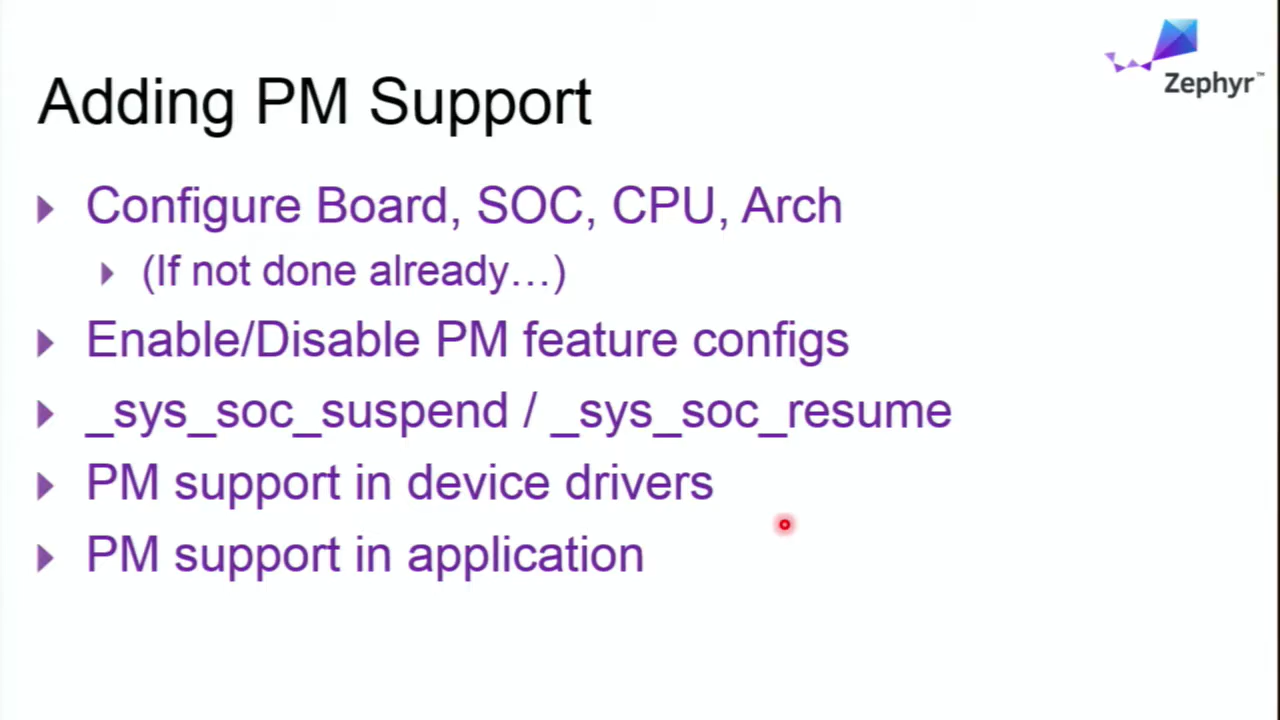 Zephyr™
Adding PM Support
Configure Board, SOC, CPU, Arch
(If not done already…)
Enable/Disable PM feature configs
_sys_soc_suspend / _sys_soc_resume
PM support in device drivers
PM support in application